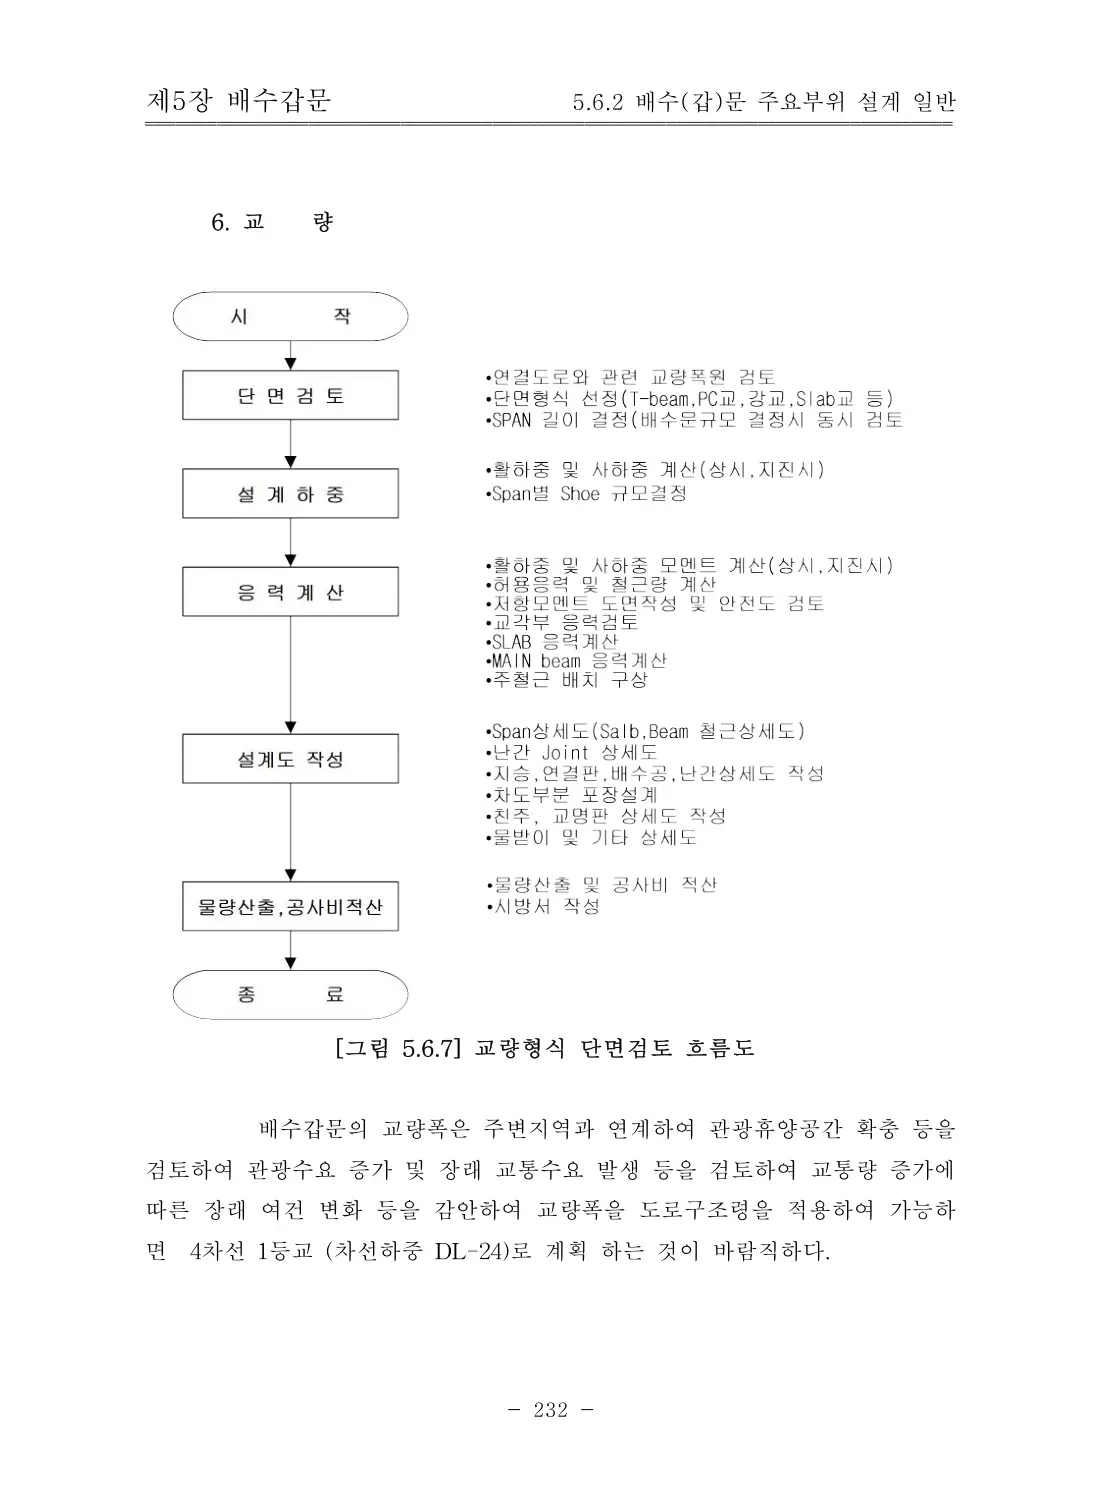 제5장 배수갑문 5.6.2 배수(갑)문 주요부위 설계 일반
6. 교 량
시 작
단 면 검 토
•연결도로와 관련 교량폭원 검토
•단면형식 선정(T-beam,PC교,강교,Slab교 등)
•SPAN 길이 결정(배수문규모 결정시 동시 검토
설 계 하 중
•활하중 및 사하중 계산(상시,지진시)
•Span별 Shoe 규모결정
응 력 계 산
•활하중 및 사하중 모멘트 계산(상시,지진시)
•허용응력 및 철근량 계산
•저항모멘트 도면작성 및 안전도 검토
•교각부 응력검토
•SLAB 응력계산
•MAIN beam 응력계산
•주철근 배치 구상
설계도 작성
•Span상세도(Salb,Beam 철근상세도)
•난간 Joint 상세도
•지승,연결판,배수공,난간상세도 작성
•차도부분 포장설계
•친주, 교명판 상세도 작성
•물받이 및 기타 상세도
물량산출,공사비적산
•물량산출 및 공사비 적산
•시방서 작성
종 료
[그림 5.6.7] 교량형식 단면검토 흐름도
배수갑문의 교량폭은 주변지역과 연계하여 관광휴양공간 확충 등을
검토하여 관광수요 증가 및 장래 교통수요 발생 등을 검토하여 교통량 증가에
따른 장래 여건 변화 등을 감안하여 교량폭을 도로구조령을 적용하여 가능하
면 4차선 1등교 (차선하중 DL-24)로 계획 하는 것이 바람직하다.
- 232 -